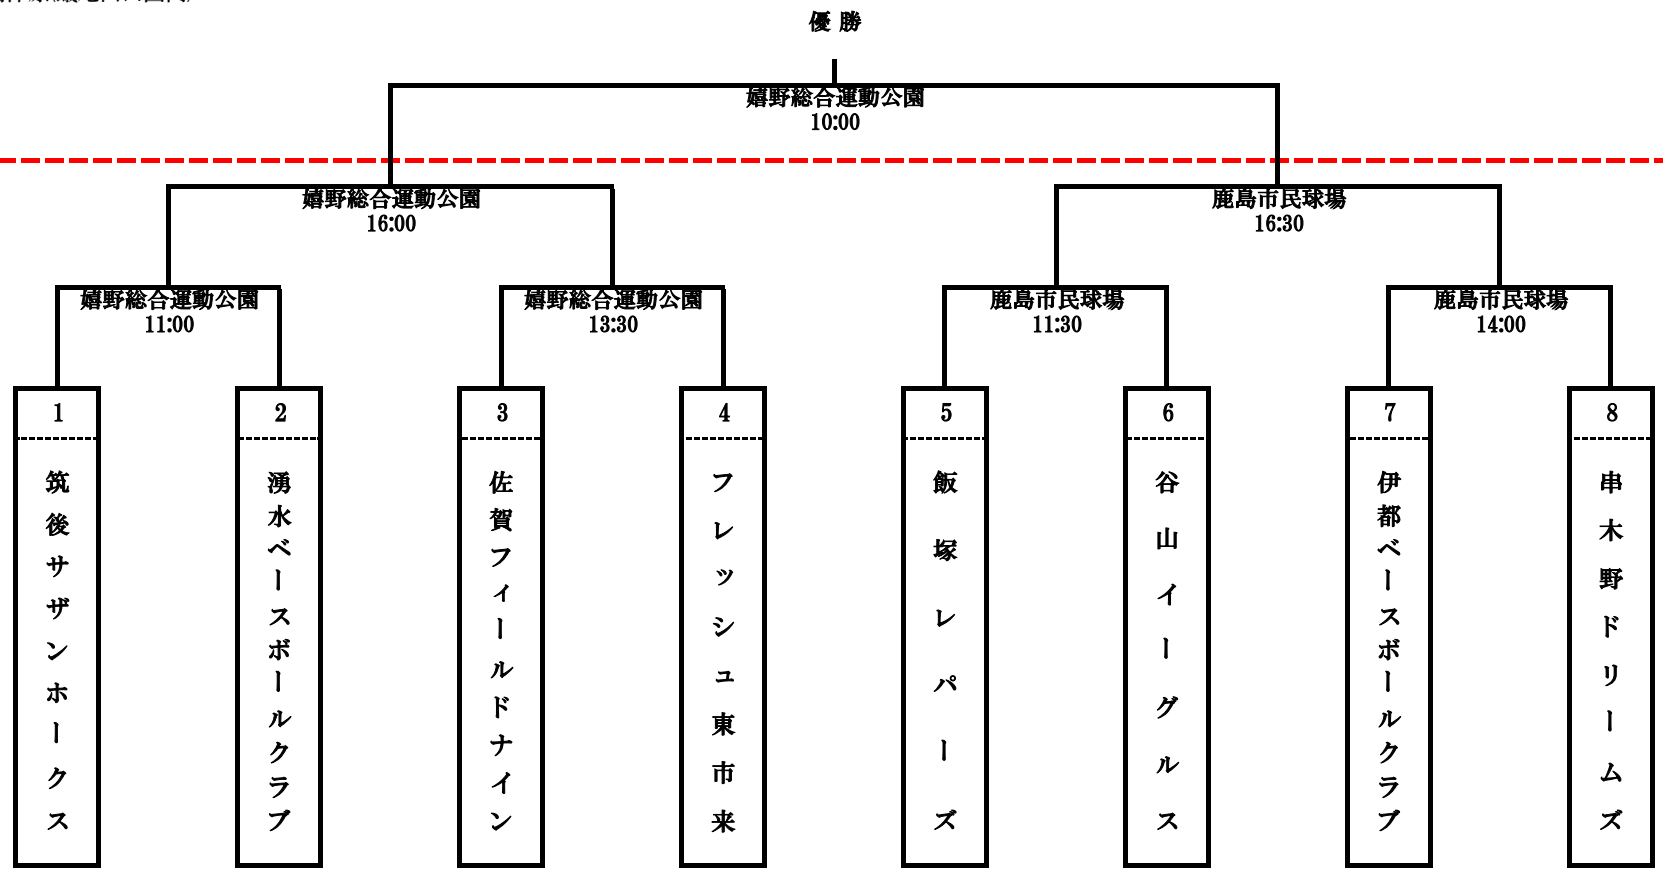 優 勝
嬉野総合運動公園
10:00
嬉野総合運動公園
16:00
鹿島市民球場
16:30
嬉野総合運動公園
11:00
嬉野総合運動公園
13:30
鹿島市民球場
11:30
鹿島市民球場
14:00
1
筑後サザンホークス
2
湧水ベースボールクラブ
3
佐賀フィールドナイン
4
フレッシュ東市来
5
飯塚レパーズ
6
谷山イーグルス
7
伊都ベースボールクラブ
8
串木野ドリームズ